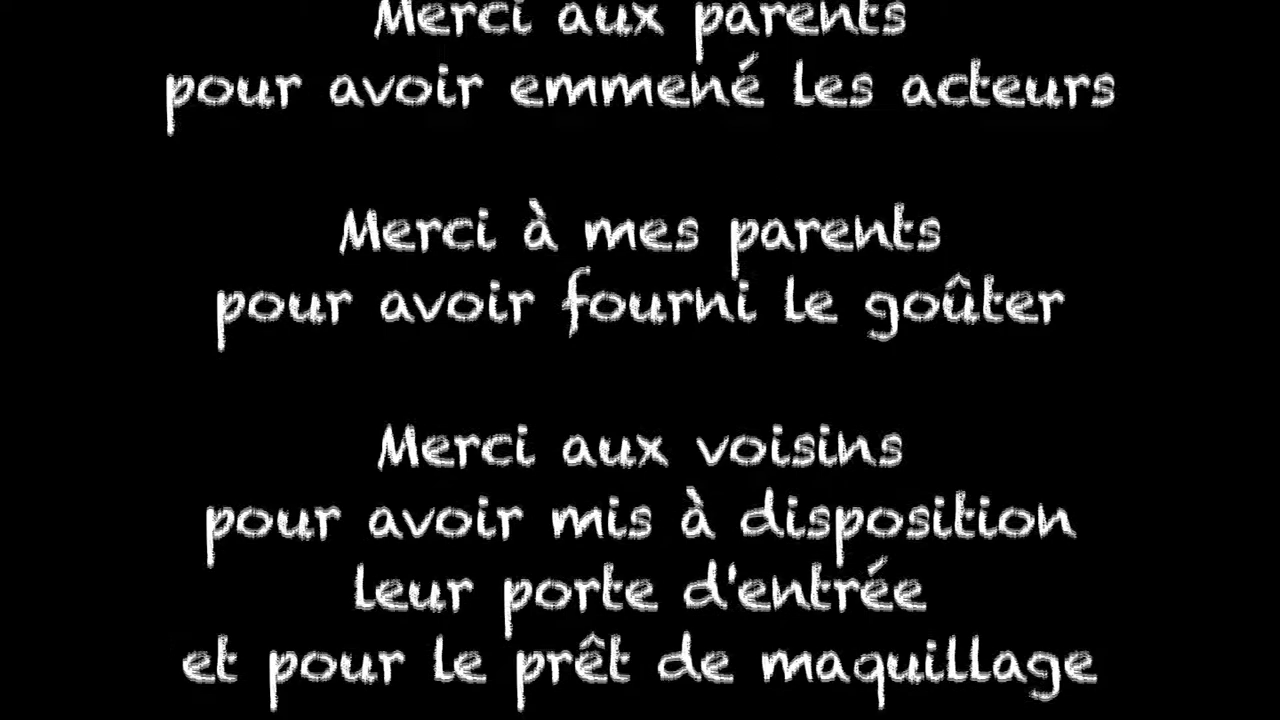 Merci aux parents
pour avoir emmené les acteurs
Merci à mes parents
pour avoir fourni le goûter
Merci aux voisins
pour avoir mis à disposition
leur porte d'entrée
et pour le prêt de maquillage